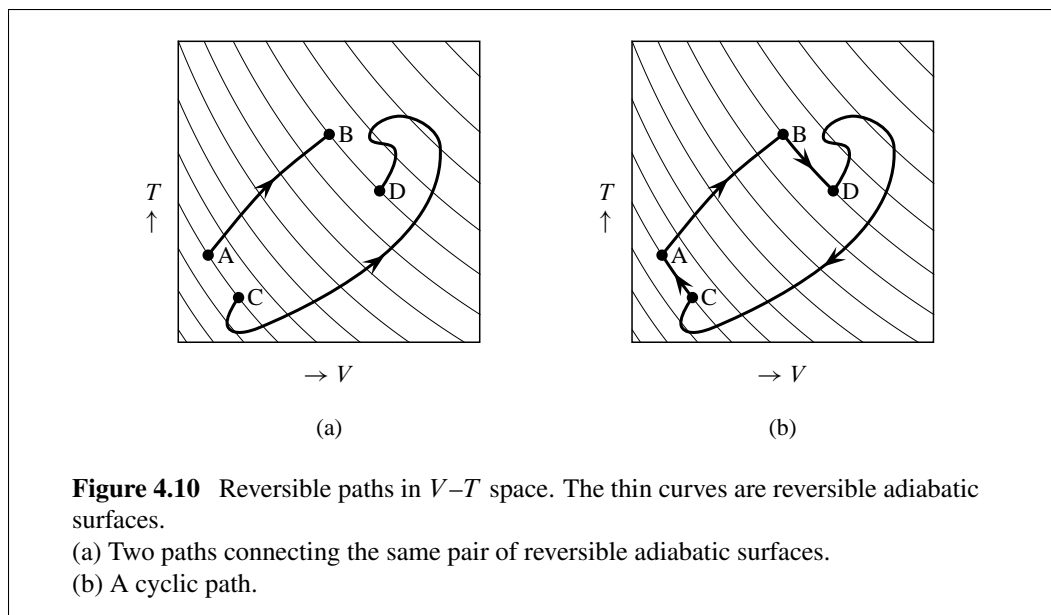 B
D
T
↑
A
C
→ V
(a)
B
D
T
↑
A
C
→ V
(b)
Figure 4.10 Reversible paths in V–T space. The thin curves are reversible adiabatic
surfaces.
(a) Two paths connecting the same pair of reversible adiabatic surfaces.
(b) A cyclic path.